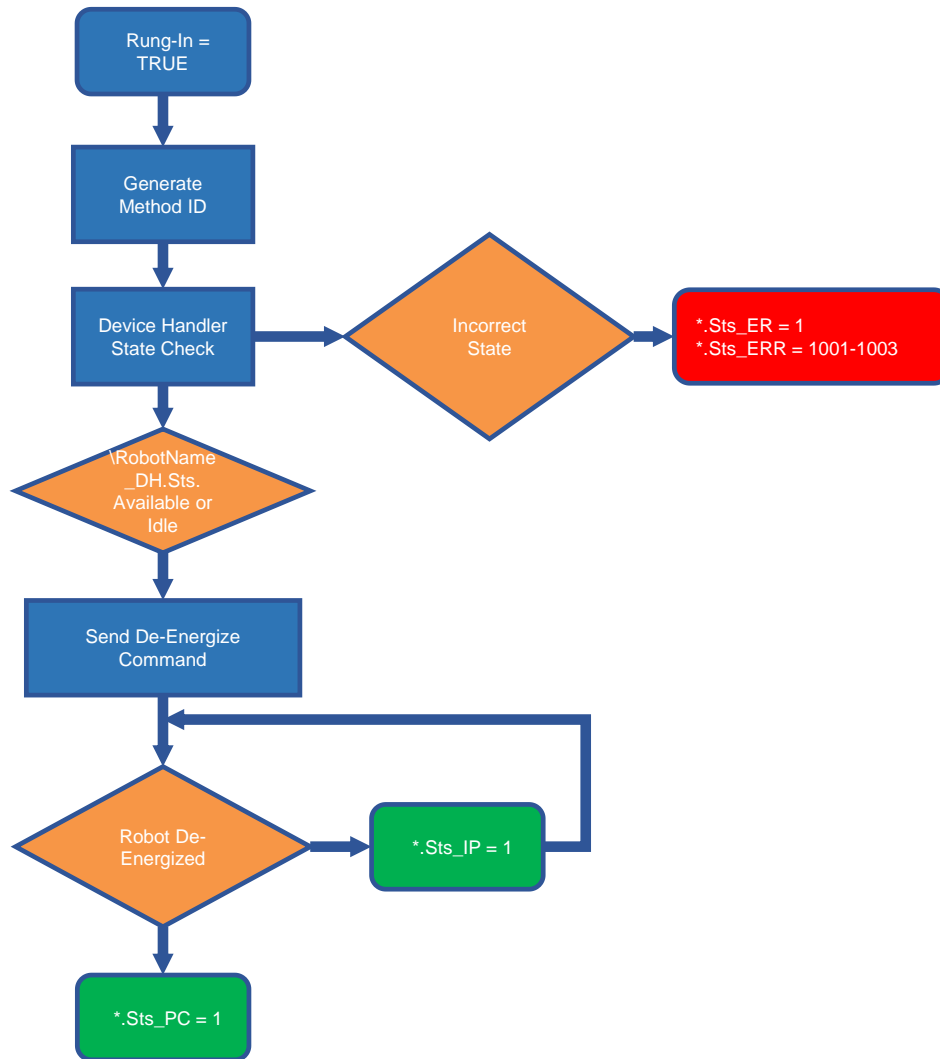 Rung-In =
TRUE
Generate
Method ID
Device Handler
State Check
Incorrect
State
*.Sts_ER = 1
*.Sts_ERR = 1001-1003
\RobotName
_DH.Sts.
Available or
Idle
Send De-Energize
Command
Robot De-
Energized
*.Sts_IP = 1
*.Sts_PC = 1